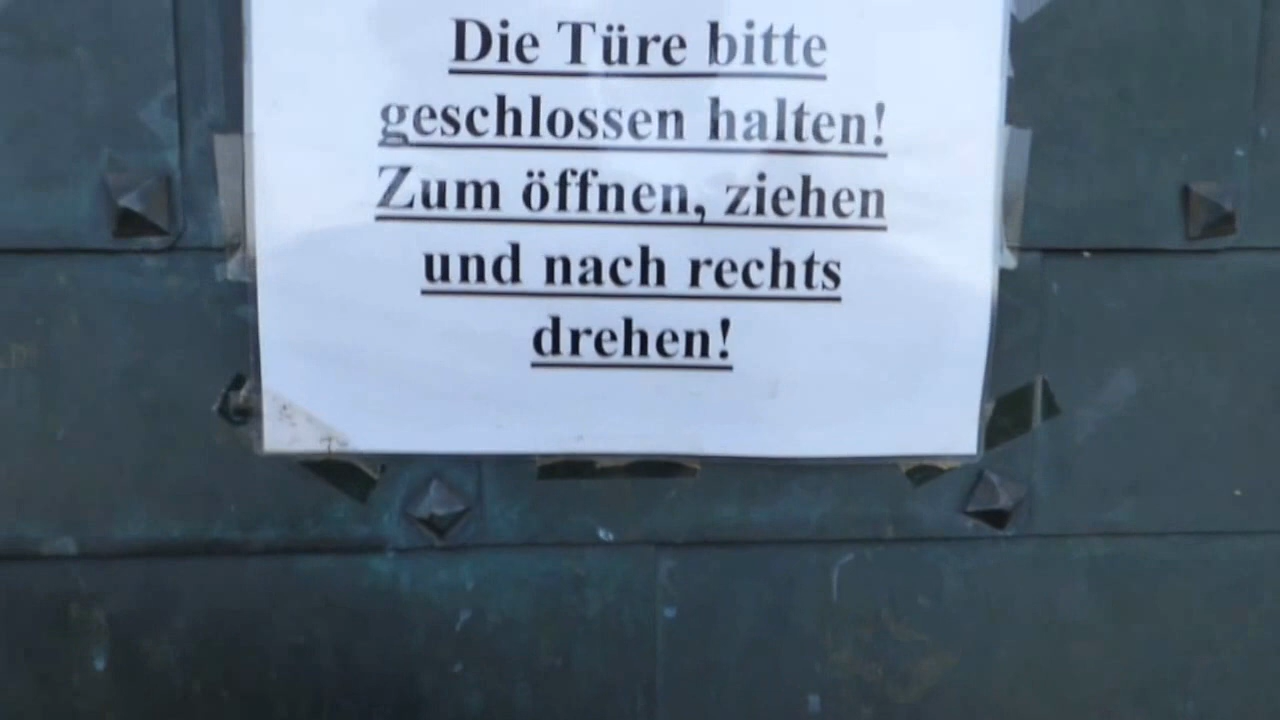 Die Türe bitte
geschlossen halten!
Zum öffnen, ziehen
und nach rechts
drehen!